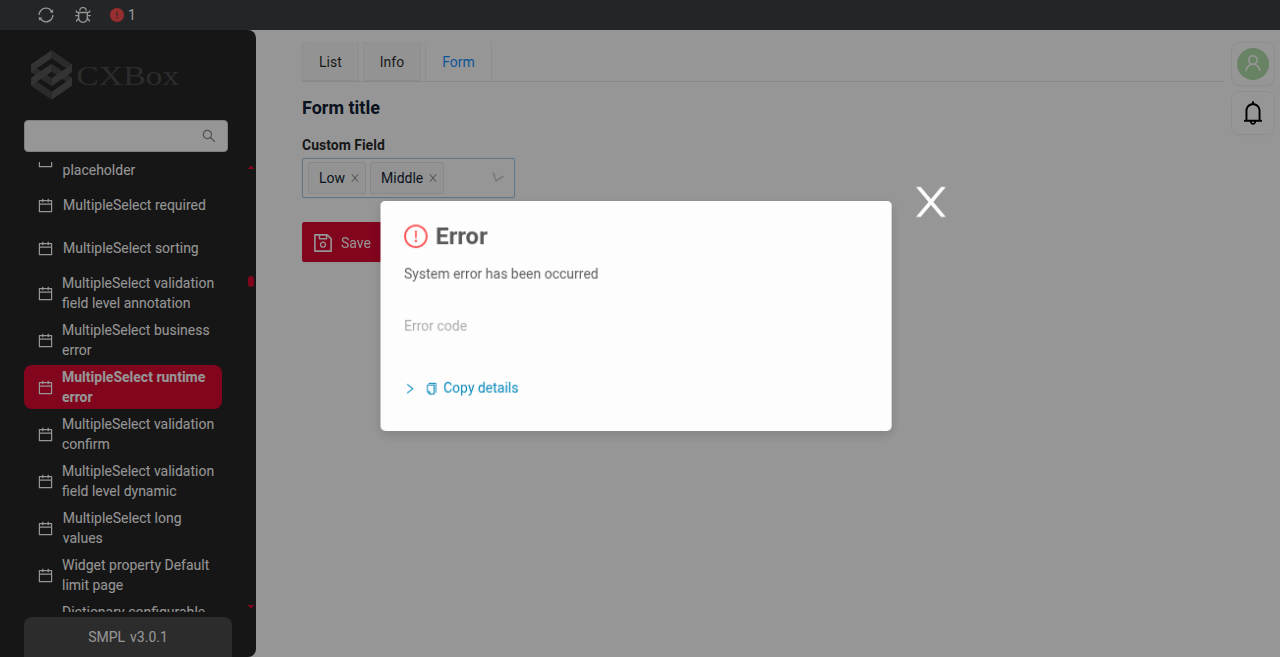 1
CXBox
placeholder
MultipleSelect required
MultipleSelect sorting
MultipleSelect validation
field level annotation
MultipleSelect business
error
MultipleSelect runtime
error
MultipleSelect validation
confirm
MultipleSelect validation
field level dynamic
MultipleSelect long
values
Widget property Default
limit page
Dictionary configurable
SMPL v3.0.1
List Info Form
Form title
Custom Field
Low Middle
Save
Error
System error has been occurred
Error code
Copy details